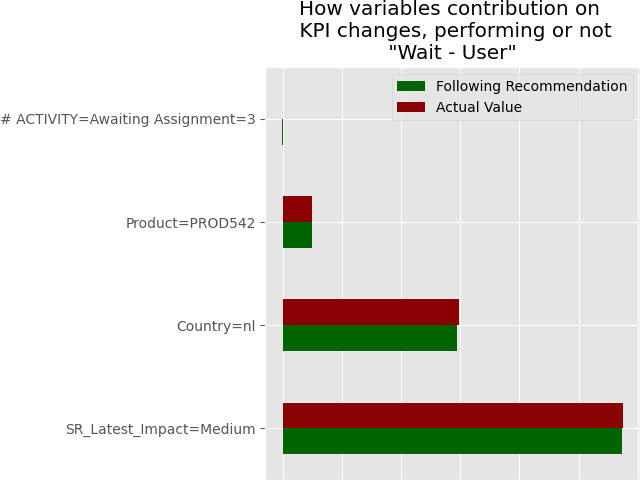 How variables contribution on
KPI changes, performing or not
"Wait - User"
Following Recommendation
Actual Value
# ACTIVITY=Awaiting Assignment=3
Product=PROD542
Country=nl
SR_Latest_Impact=Medium